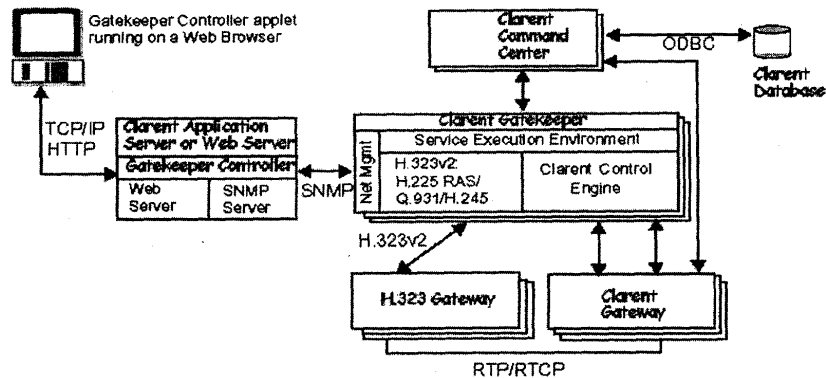 Gatekeeper Controller applet
running on a Web Browser
Clarent
Command
Center
ODBC
Clarent
Database
TCP/IP
HTTP
Clarent Application
Server or Web Server
Gatekeeper Controller
Web
Server
SNMP
Server
SNMP
Clarent Gatekeeper
Net Mgmt
Service Execution Environment
H.323v2:
H.225 RAS/
Q.931/H.245
Clarent Control
Engine
H.323v2
H.323 Gateway
Clarent
Gateway
RTP/RTCP